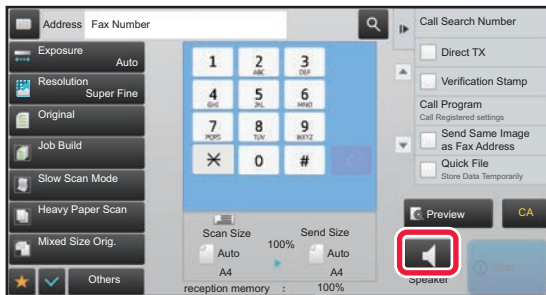 Address Fax Number
Call Search Number
Exposure
Auto
Resolution
Super Fine
Original
Job Build
Slow Scan Mode
Heavy Paper Scan
Mixed Size Orig.
Others
1
2
ABC
3
DEF
4
GHI
5
JKL
6
MNO
7
PQRS
8
TUV
9
WXYZ
0
#
C
Scan Size
Auto
A4
100%
Send Size
Auto
A4
reception memory : 100%
Direct TX
Verification Stamp
Call Program
Call Registered settings
Send Same Image
as Fax Address
Quick File
Store Data Temporarily
Preview
CA
Speaker
Start